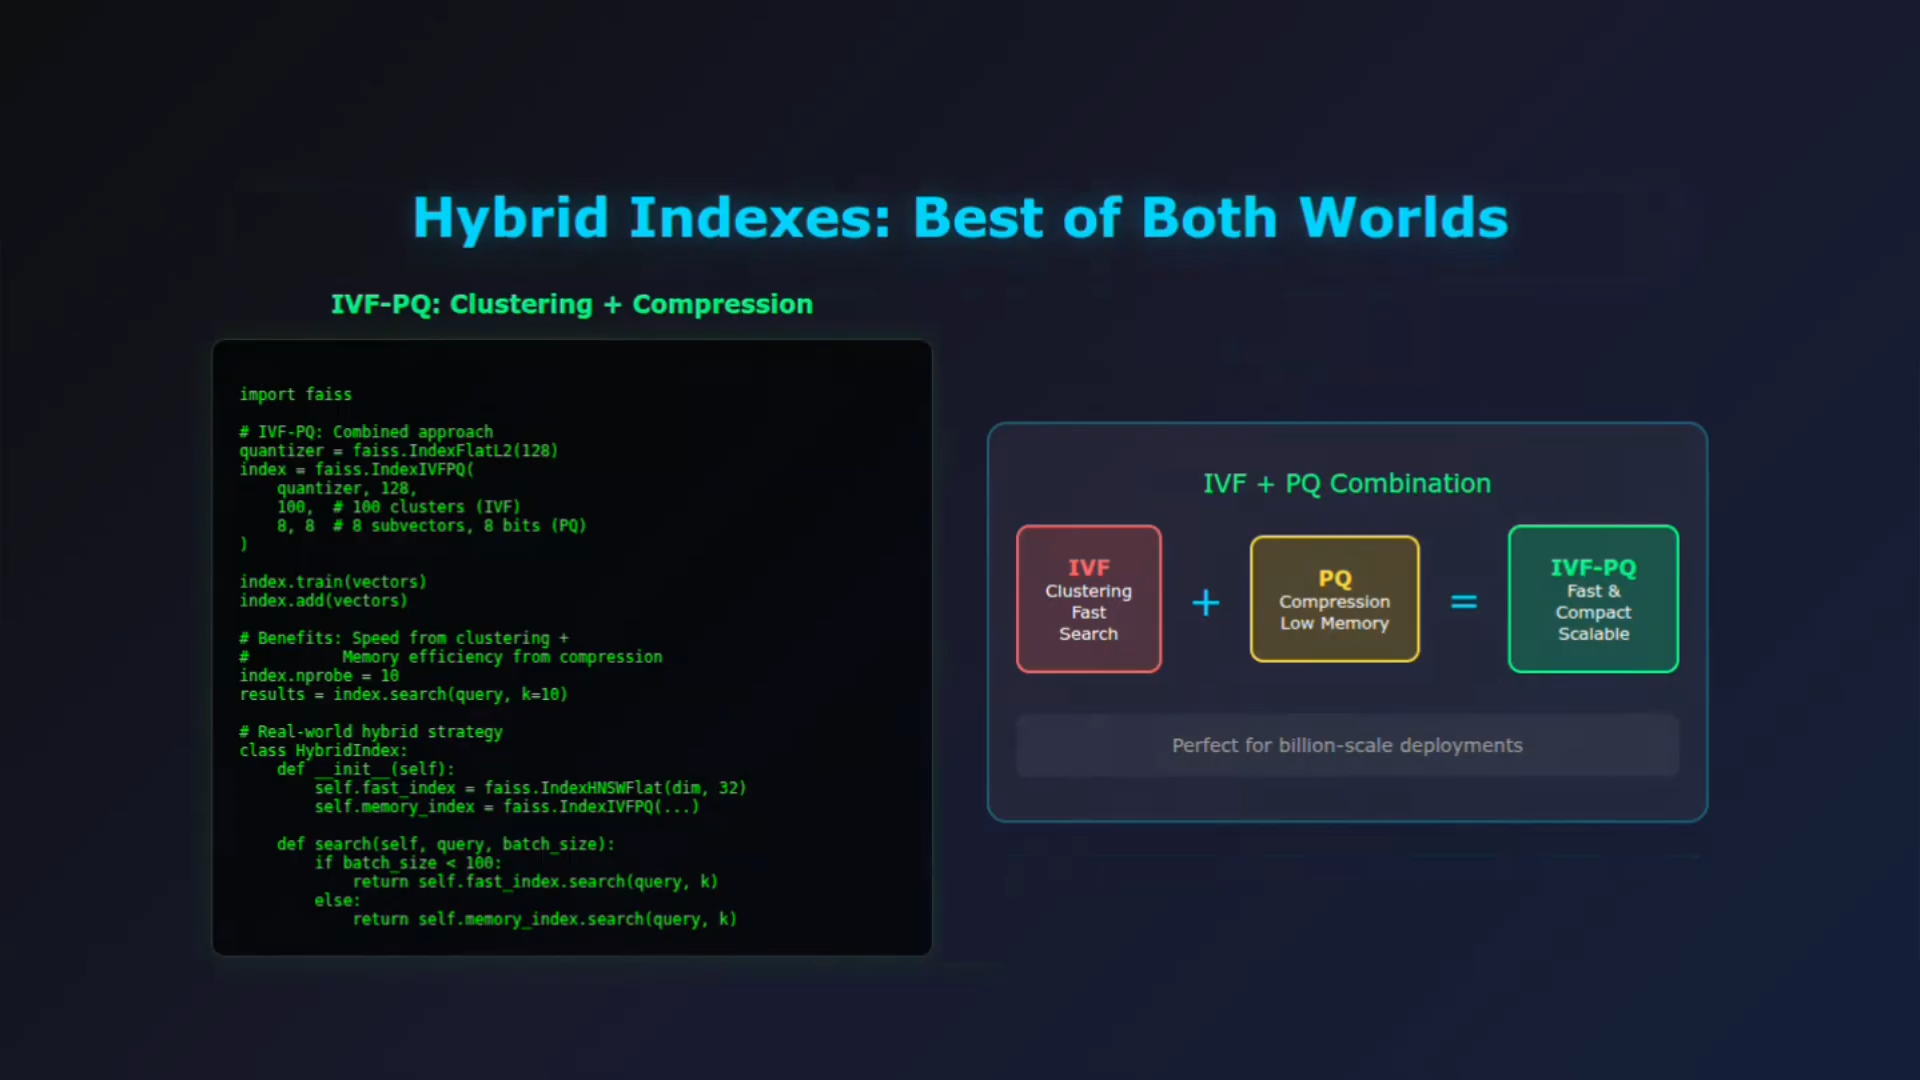 Hybrid Indexes: Best of Both Worlds
IVF-PQ: Clustering + Compression
import faiss
# IVF-PQ: Combined approach
quantizer = faiss.IndexFlatL2(128)
index = faiss.IndexIVFPQ(
    quantizer, 128,
    100,  # 100 clusters (IVF)
    8, 8  # 8 subvectors, 8 bits (PQ)
)
index.train(vectors)
index.add(vectors)
# Benefits: Speed from clustering +
#          Memory efficiency from compression
index.nprobe = 10
results = index.search(query, k=10)
# Real-world hybrid strategy
class HybridIndex:
    def __init__(self):
        self.fast_index = faiss.IndexHNSWFlat(dim, 32)
        self.memory_index = faiss.IndexIVFPQ(...)
    def search(self, query, batch_size):
        if batch_size < 100:
            return self.fast_index.search(query, k)
        else:
            return self.memory_index.search(query, k)
IVF + PQ Combination
IVF
Clustering
Fast
Search
+
PQ
Compression
Low Memory
=
IVF-PQ
Fast &
Compact
Scalable
Perfect for billion-scale deployments